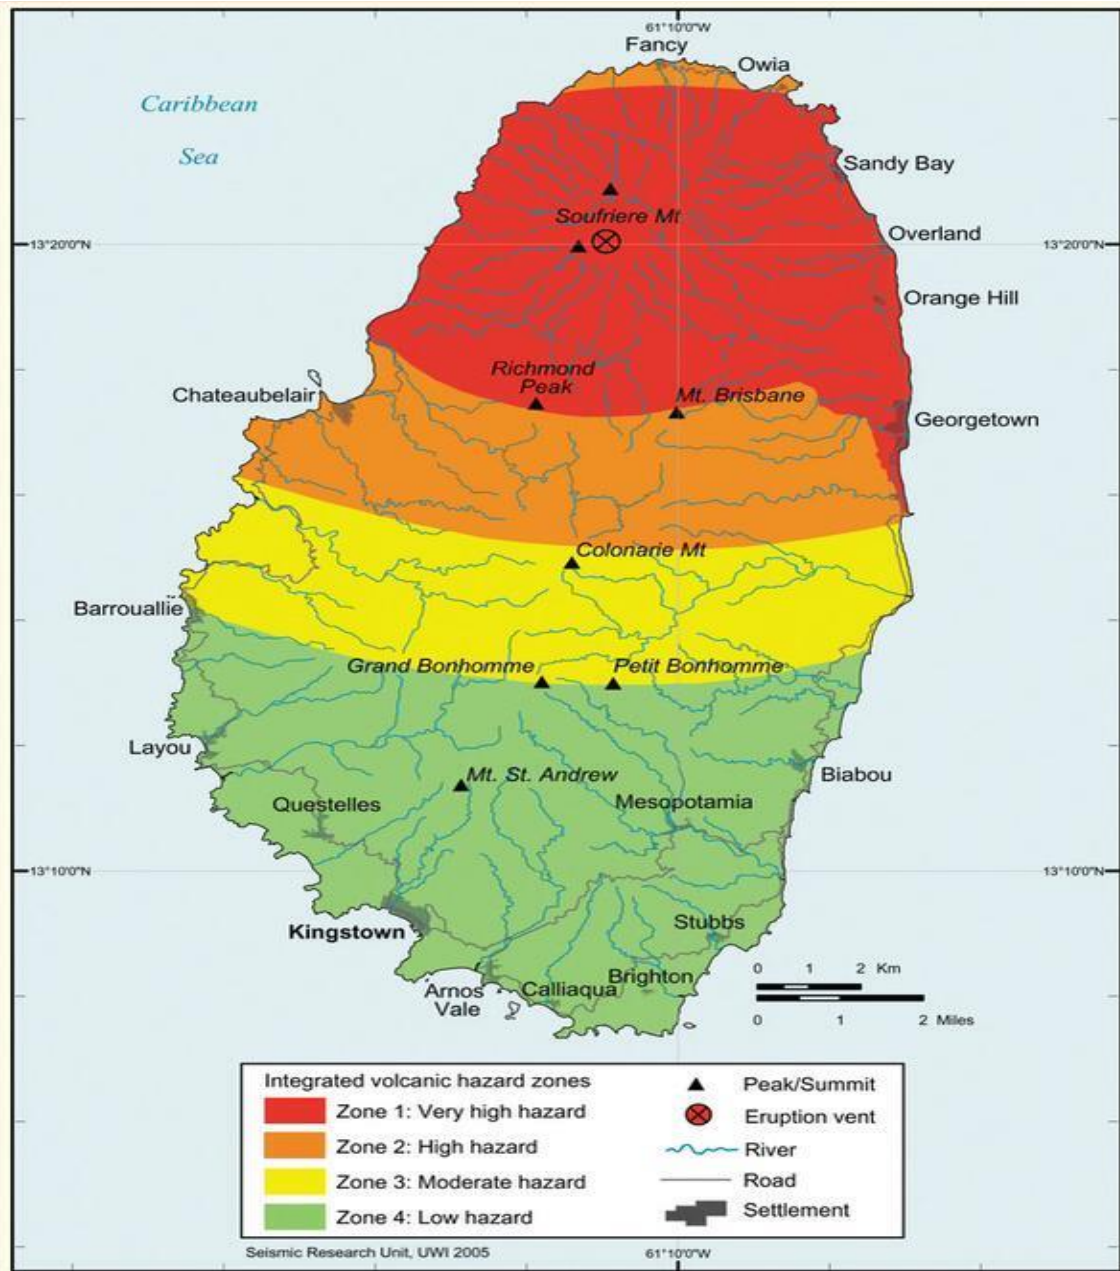 61°10'0"W
Fancy
Owia
Caribbean
Sea
Sandy Bay
Soufriere Mt
Overland
13°20'0"N
13°20'0"N
Orange Hill
Richmond
Peak
Mt. Brisbane
Chateaubelair
Georgetown
Colonarie Mt
Barrouallie
Grand Bonhomme
Petit Bonhomme
Layou
Mt. St. Andrew
Biabou
Questelles
Mesopotamia
13°10'0"N
13°10'0"N
Stubbs
Kingstown
Brighton
Arnos
Vale
Calliaqua
0 1 2 Km
0 1 2 Miles
Integrated volcanic hazard zones
Zone 1: Very high hazard
Zone 2: High hazard
Zone 3: Moderate hazard
Zone 4: Low hazard
Peak/Summit
Eruption vent
River
Road
Settlement
Seismic Research Unit, UWI 2005
61°10'0"W